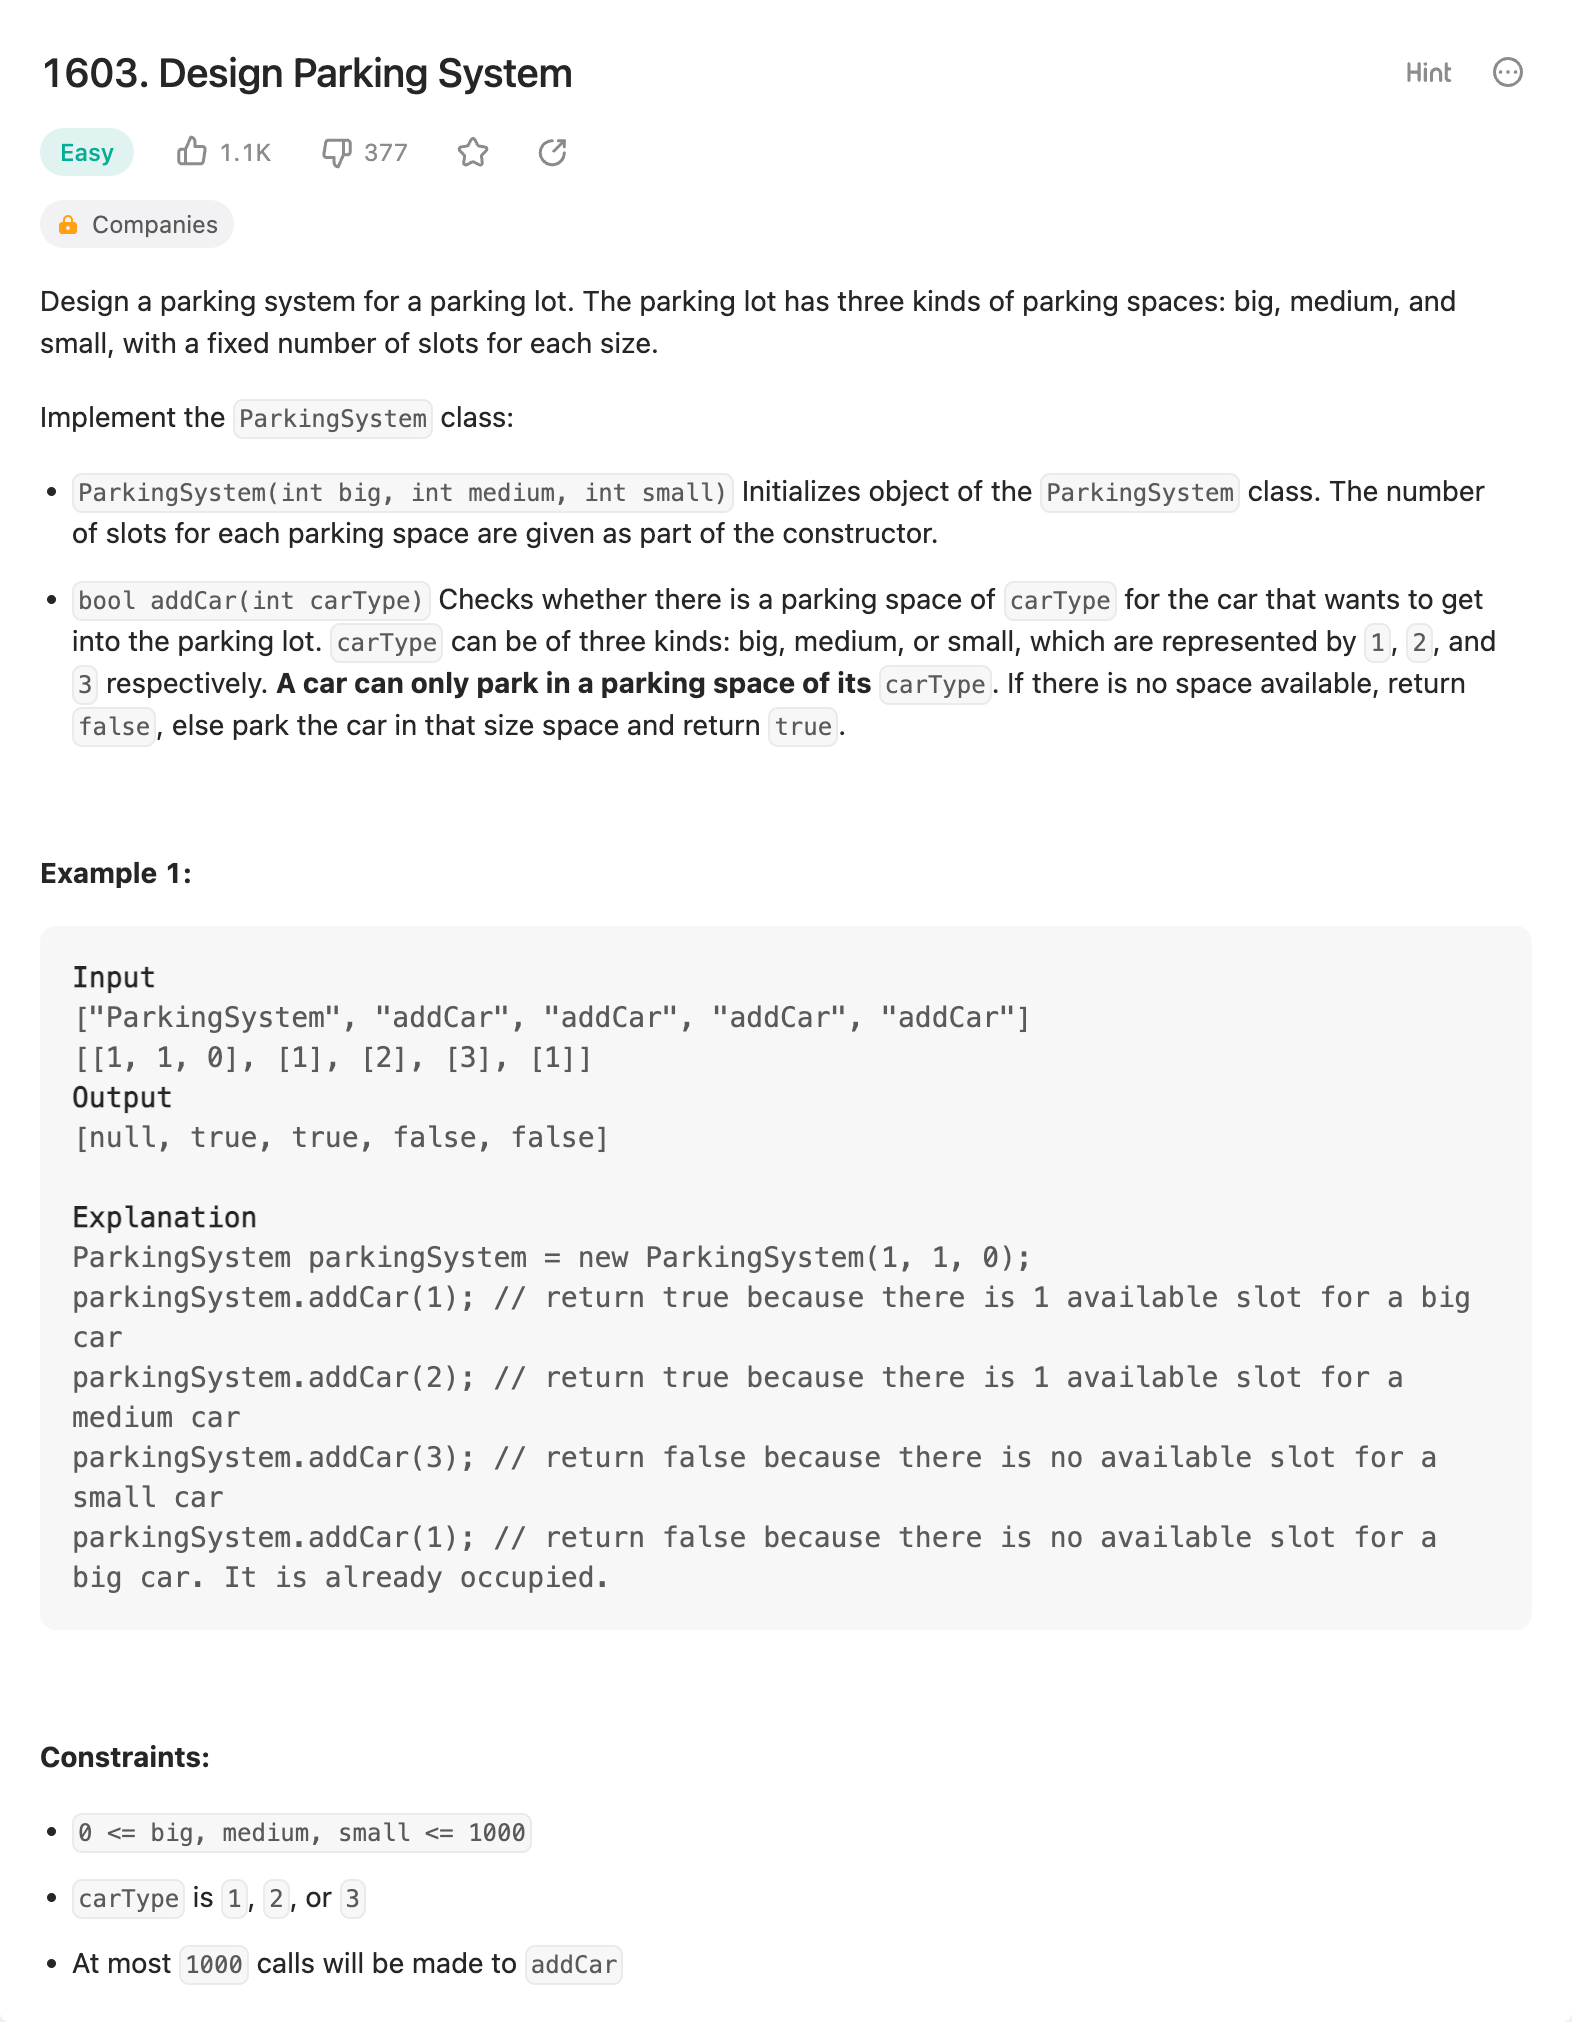 1603. Design Parking System
Hint
Easy
1.1K
377
Companies
Design a parking system for a parking lot. The parking lot has three kinds of parking spaces: big, medium, and
small, with a fixed number of slots for each size.
Implement the ParkingSystem class:
• ParkingSystem(int big, int medium, int small) Initializes object of the ParkingSystem class. The number
of slots for each parking space are given as part of the constructor.
• bool addCar(int carType) Checks whether there is a parking space of carType for the car that wants to get
into the parking lot. carType can be of three kinds: big, medium, or small, which are represented by 1, 2, and
3 respectively. A car can only park in a parking space of its carType. If there is no space available, return
false, else park the car in that size space and return true.
Example 1:
Input
["ParkingSystem", "addCar", "addCar", "addCar", "addCar"]
[[1, 1, 0], [1], [2], [3], [1]]
Output
[null, true, true, false, false]
Explanation
ParkingSystem parkingSystem = new ParkingSystem(1, 1, 0);
parkingSystem.addCar(1); // return true because there is 1 available slot for a big
car
parkingSystem.addCar(2); // return true because there is 1 available slot for a
medium car
parkingSystem.addCar(3); // return false because there is no available slot for a
small car
parkingSystem.addCar(1); // return false because there is no available slot for a
big car. It is already occupied.
Constraints:
• 0 <= big, medium, small <= 1000
• carType is 1, 2, or 3
• At most 1000 calls will be made to addCar